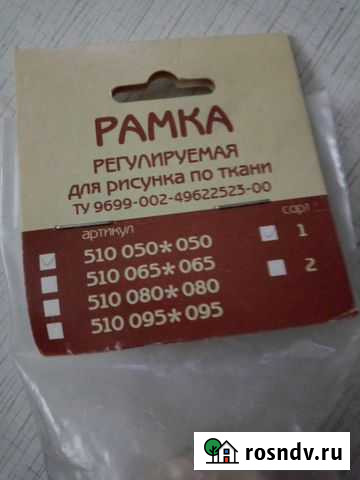 РАМКА
РЕГУЛИРУЕМАЯ
для рисунка по ткани
ТУ 9699-002-49622523-00
артикул сорт
510 050*050 1
510 065*065 2
510 080*080
510 095*095
rosndv.ru